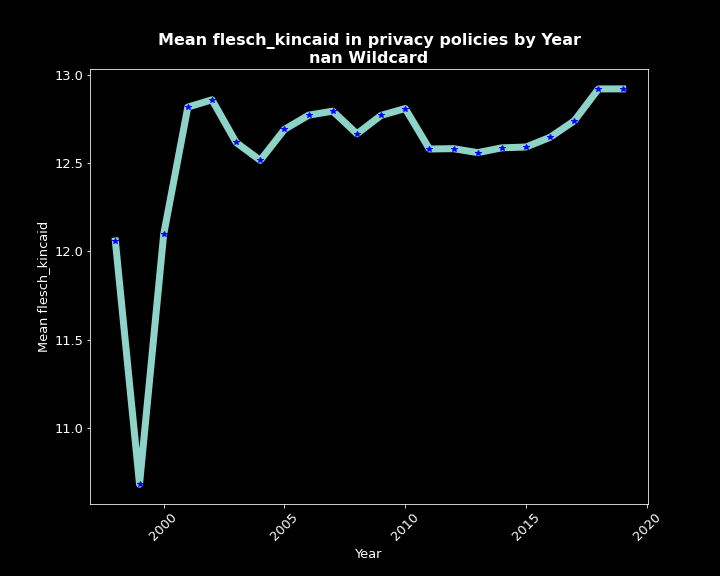 Mean flesch_kincaid in privacy policies by Year
nan Wildcard
13.0
12.5
12.0
11.5
11.0
Mean flesch_kincaid
2000
2005
2010
2015
2020
Year